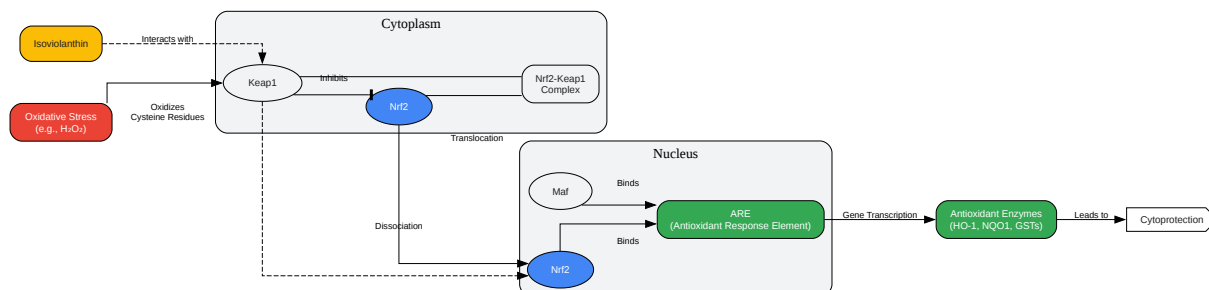 Cytoplasm
Isoviolanthin
Interacts with
Keap1
Inhibits
Nrf2-Keap1
Complex
Nrf2
Oxidative Stress
(e.g., H₂O₂)
Oxidizes
Cysteine Residues
Translocation
Nucleus
Maf
Binds
ARE
(Antioxidant Response Element)
Gene Transcription
Antioxidant Enzymes
(HO-1, NQO1, GSTs)
Leads to
Cytoprotection
Dissociation
Binds
Nrf2